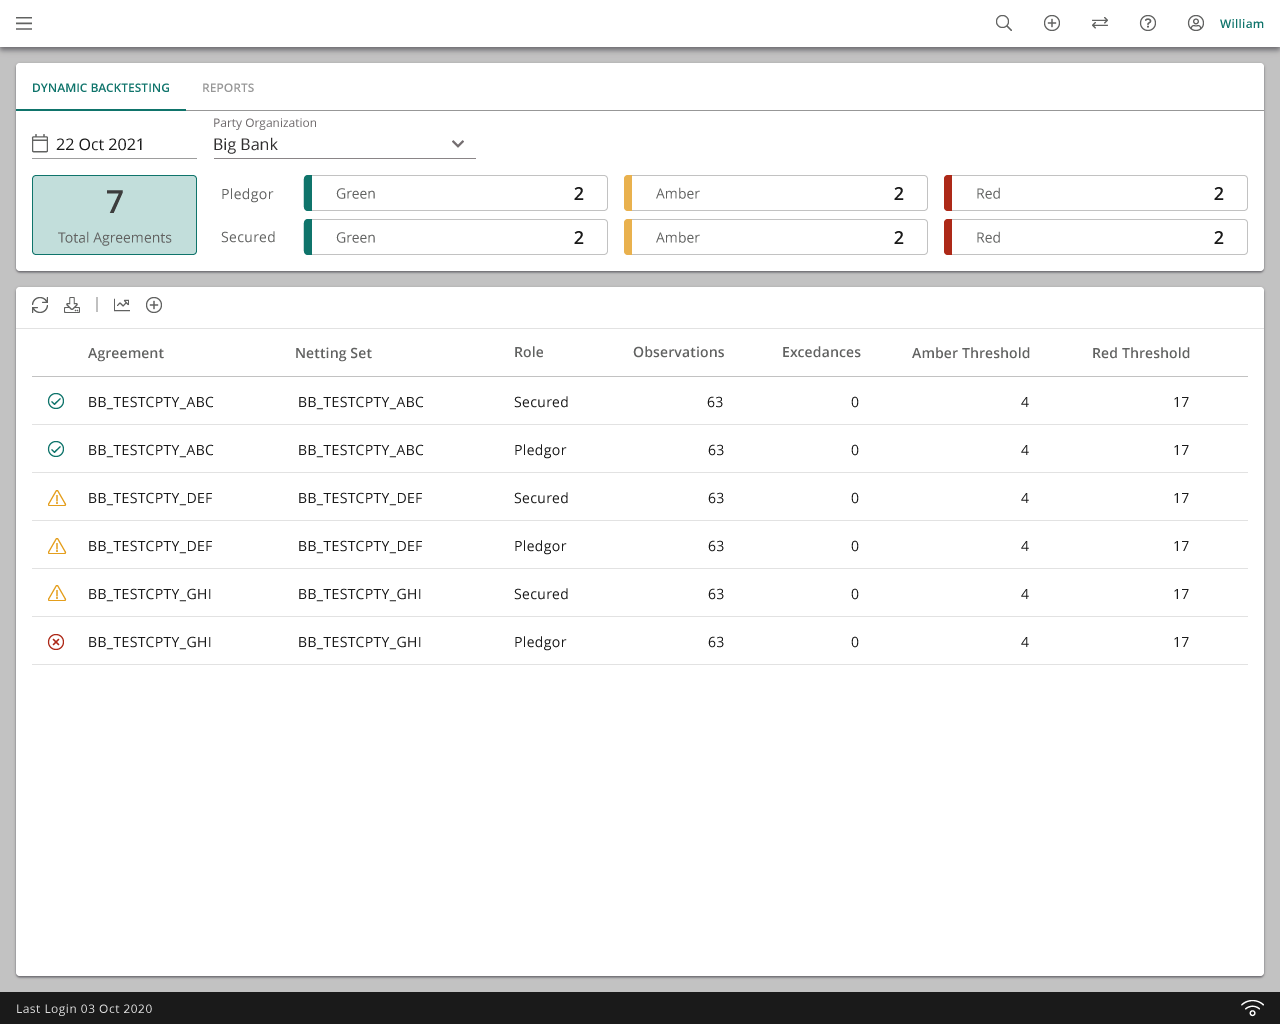 William
DYNAMIC BACKTESTING REPORTS
Party Organization
22 Oct 2021 Big Bank
7
Total Agreements
Pledgor Green 2 Amber 2 Red 2
Secured Green 2 Amber 2 Red 2
Agreement Netting Set Role Observations Excedances Amber Threshold Red Threshold
BB_TESTCPTY_ABC BB_TESTCPTY_ABC Secured 63 0 4 17
BB_TESTCPTY_ABC BB_TESTCPTY_ABC Pledgor 63 0 4 17
BB_TESTCPTY_DEF BB_TESTCPTY_DEF Secured 63 0 4 17
BB_TESTCPTY_DEF BB_TESTCPTY_DEF Pledgor 63 0 4 17
BB_TESTCPTY_GHI BB_TESTCPTY_GHI Secured 63 0 4 17
BB_TESTCPTY_GHI BB_TESTCPTY_GHI Pledgor 63 0 4 17
Last Login 03 Oct 2020